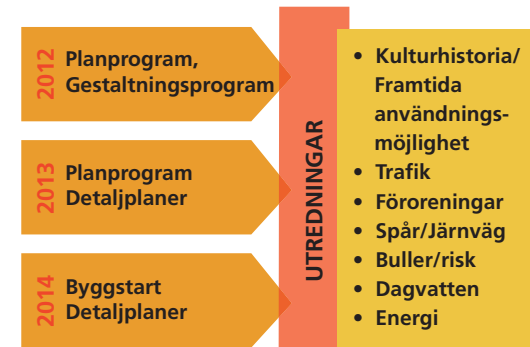 2012
Planprogram,
Gestaltningsprogram
2013
Planprogram
Detaljplaner
2014
Byggstart
Detaljplaner
UTREDNINGAR
• Kulturhistoria/
Framtida
användnings-
möjlighet
• Trafik
• Föroreningar
• Spår/Järnväg
• Buller/risk
• Dagvatten
• Energi